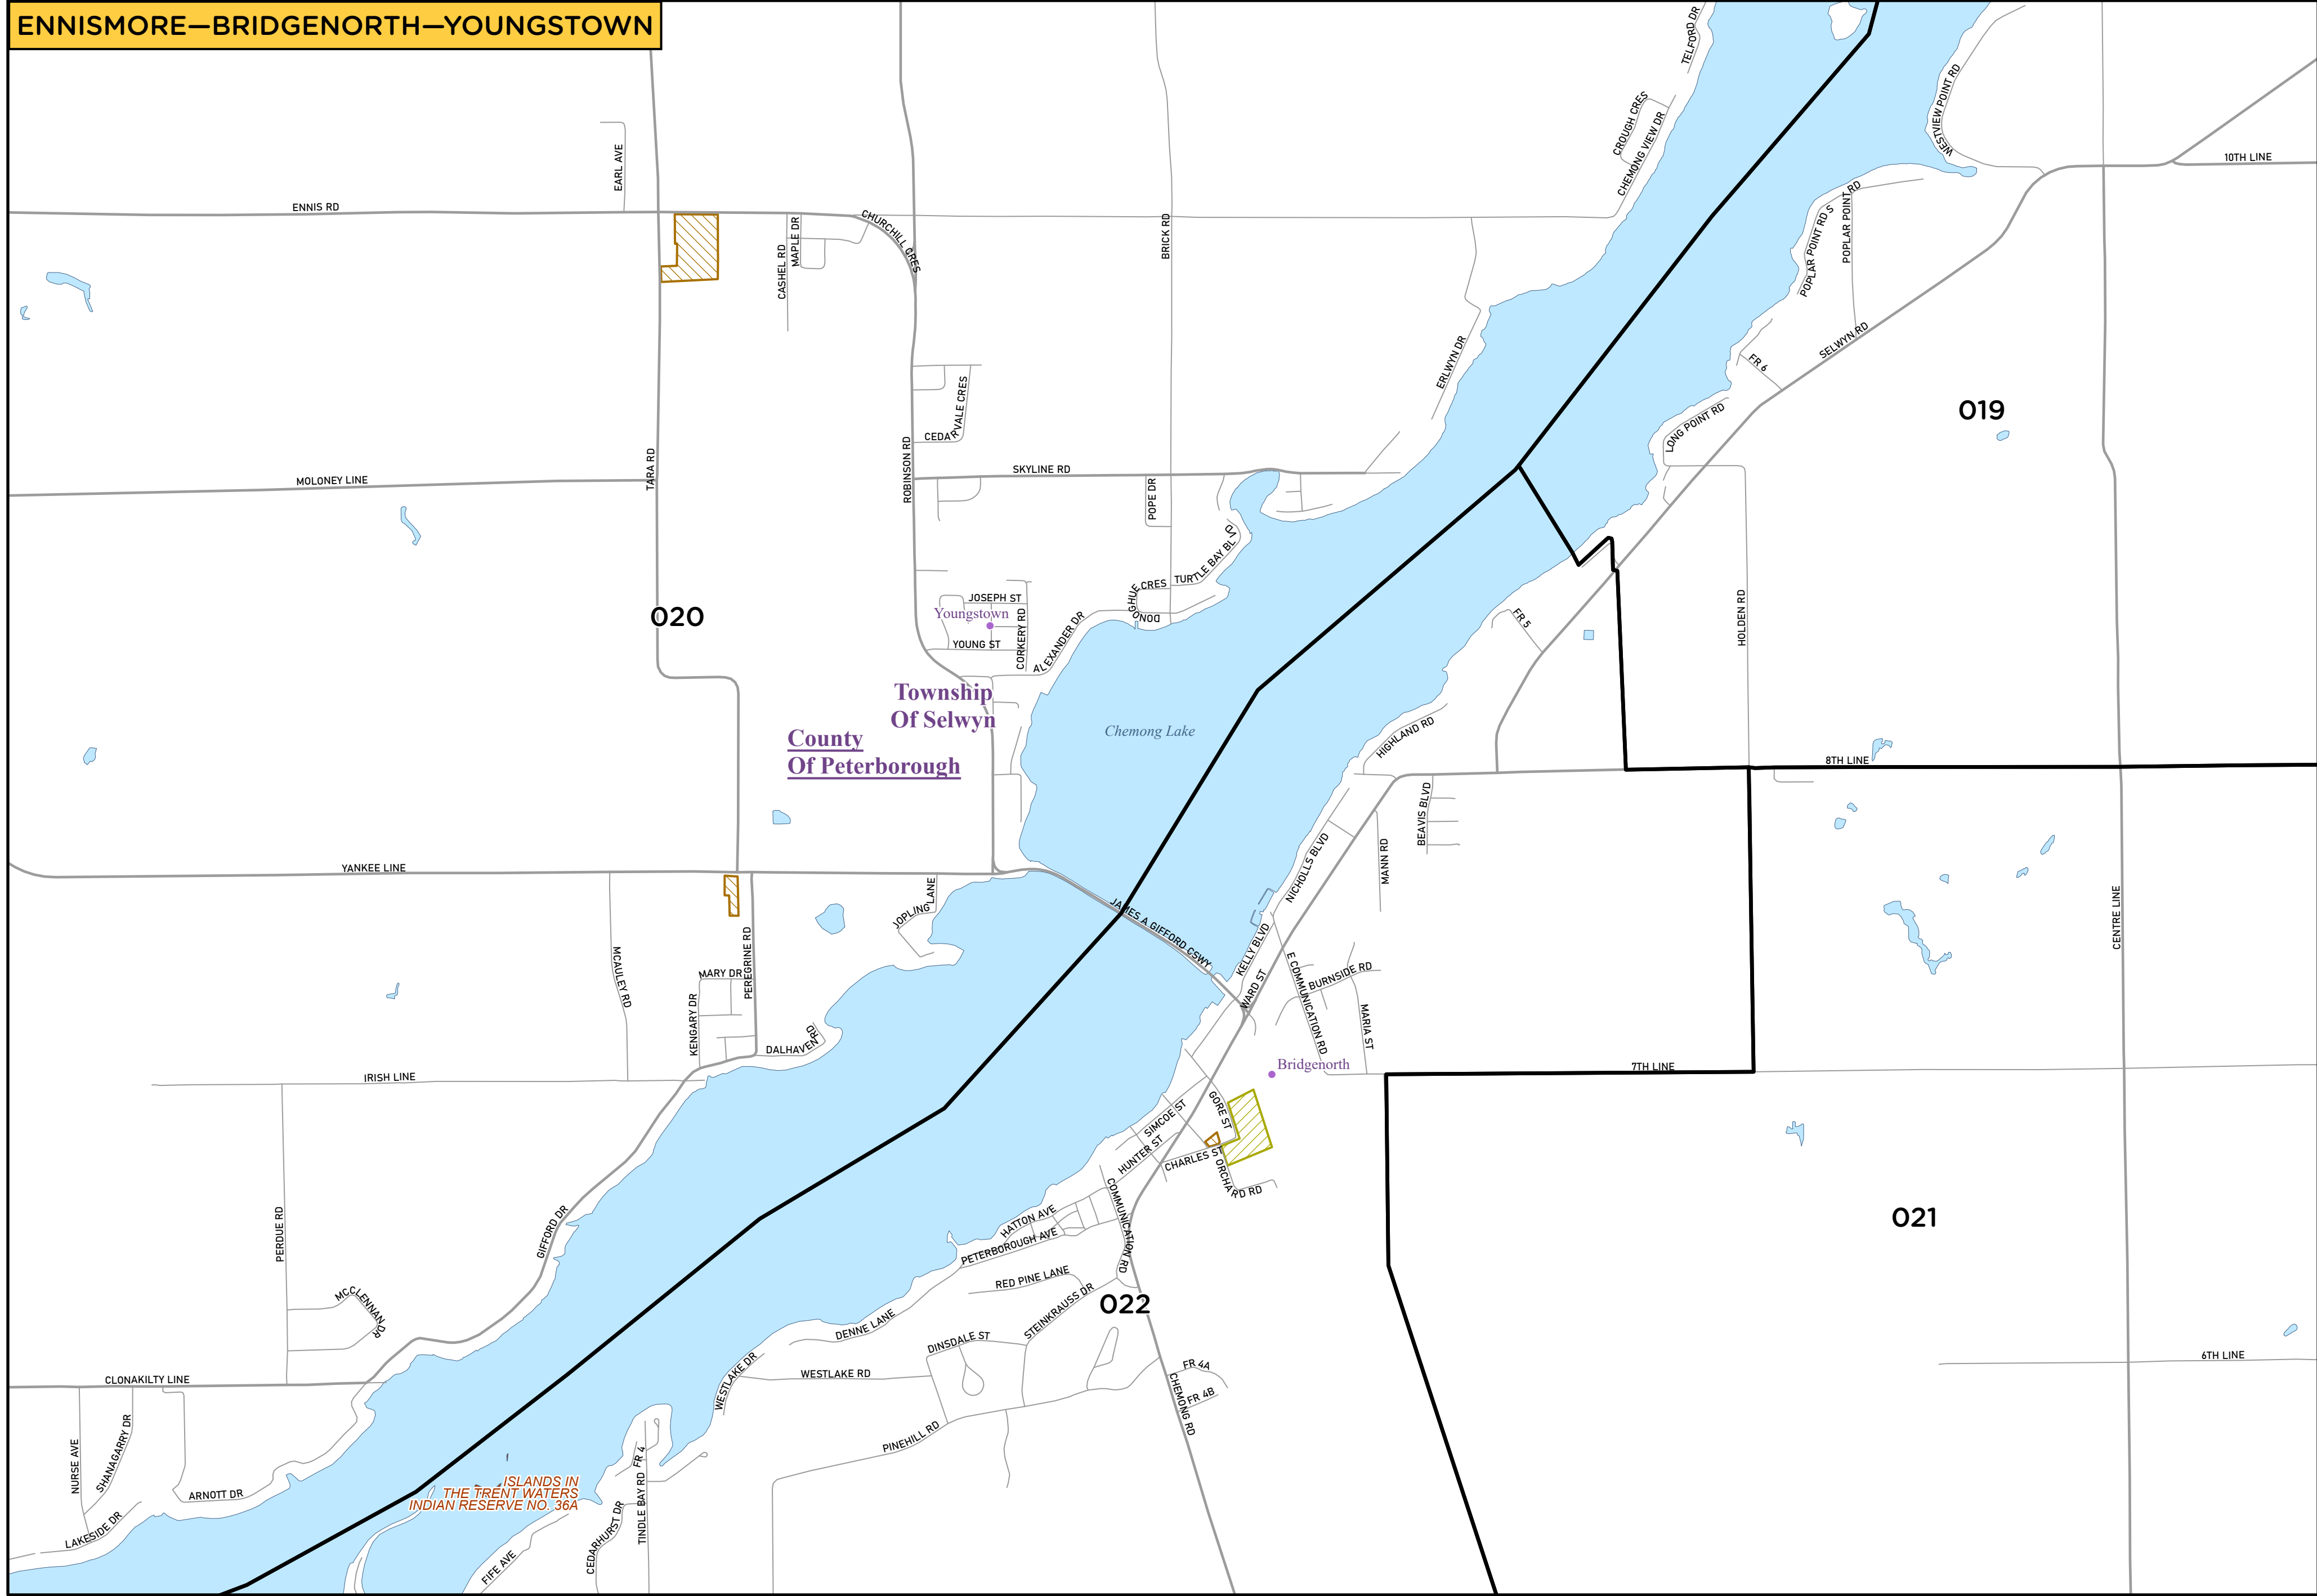 ENNISMORE—BRIDGENORTH—YOUNGSTOWN
TELFORD DR
CROUGH CRES
CHEMONG VIEW DR
WESTVIEW POINT RD
10TH LINE
EARL AVE
ENNIS RD
CHURCHILL CRES
MAPLE DR
CASHEL RD
BRICK RD
POPLAR POINT RD
POPLAR POINT RD S
SELWYN RD
FR 6
ERLWYN DR
LONG POINT RD
019
CEDARVALE CRES
ROBINSON RD
TARA RD
MOLONEY LINE
SKYLINE RD
POPE DR
TURTLE BAY BLVD
DONOGHUE CRES
JOSEPH ST
Youngstown
YOUNG ST
CORKERY RD
ALEXANDER DR
020
FR 5
HOLDEN RD
Township
Of Selwyn
County
Of Peterborough
Chemong Lake
HIGHLAND RD
8TH LINE
BEAVIS BLVD
MANN RD
NICHOLLS BLVD
YANKEE LINE
JOPLING LANE
JAMES A GIFFORD CSWY
KELLY BLVD
WARD ST
E COMMUNICATION RD
BURNSIDE RD
MARIA ST
CENTRE LINE
MCAULEY RD
MARY DR
PEREGRINE RD
KENGARY DR
DALHAVEN RD
IRISH LINE
Bridgenorth
7TH LINE
GORE ST
SIMCOE ST
HUNTER ST
CHARLES ST
ORCHARD RD
COMMUNICATION RD
PERDUE RD
GIFFORD DR
HATTON AVE
PETERBOROUGH AVE
RED PINE LANE
STEINKRAUSS DR
022
021
MCCLENNAN DR
DENNE LANE
DINSDALE ST
WESTLAKE DR
WESTLAKE RD
FR 4A
FR 4B
CHEMONG RD
6TH LINE
CLONAKILTY LINE
PINEHILL RD
NURSE AVE
SHANAGARRY DR
ARNOTT DR
LAKESIDE DR
ISLANDS IN
THE TRENT WATERS
INDIAN RESERVE NO. 36A
FR 4
TINDLE BAY RD
CEDARHURST DR
FIFE AVE